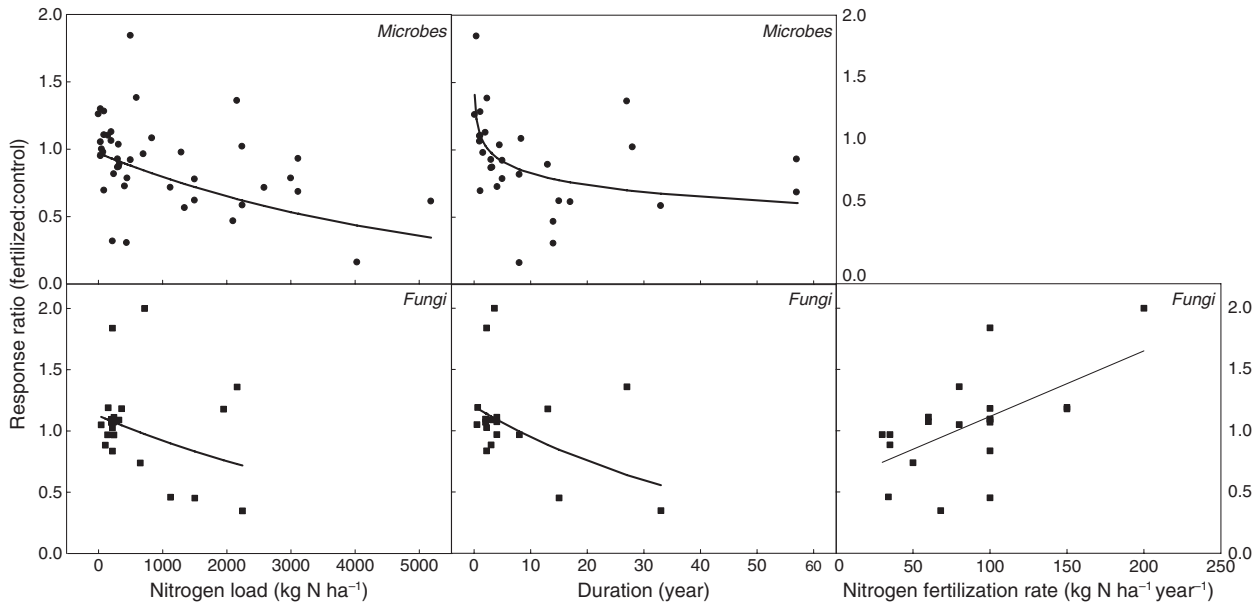 Response ratio (fertilized:control)
2.0
1.5
1.0
0.5
0.0
Microbes
Microbes
2.0
1.5
1.0
0.5
0.0
2.0
1.5
1.0
0.5
0.0
Fungi
Fungi
Fungi
2.0
1.5
1.0
0.5
0.0
0 1000 2000 3000 4000 5000
0 10 20 30 40 50 60
0 50 100 150 200 250
Nitrogen load (kg N ha⁻¹)
Duration (year)
Nitrogen fertilization rate (kg N ha⁻¹ year⁻¹)